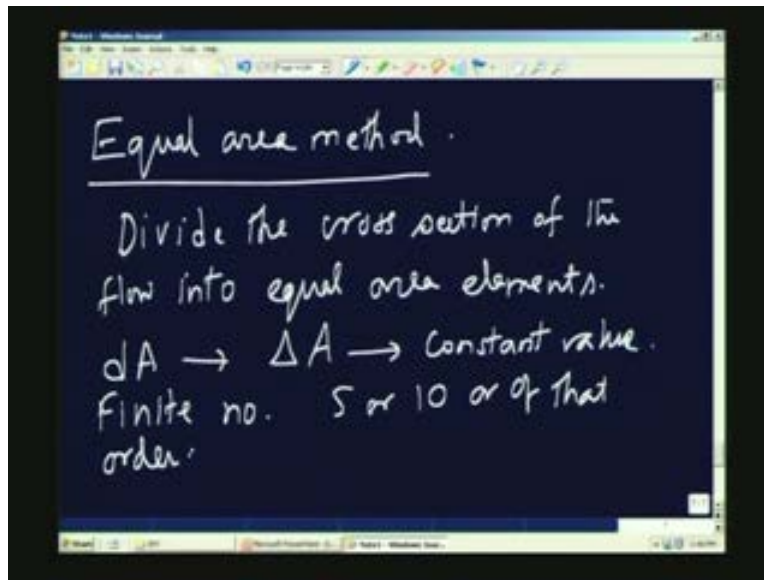 Equal area method.
Divide the cross section of the
flow into equal area elements.
dA → ΔA → Constant value.
Finite no. 5 or 10 or of that
order.